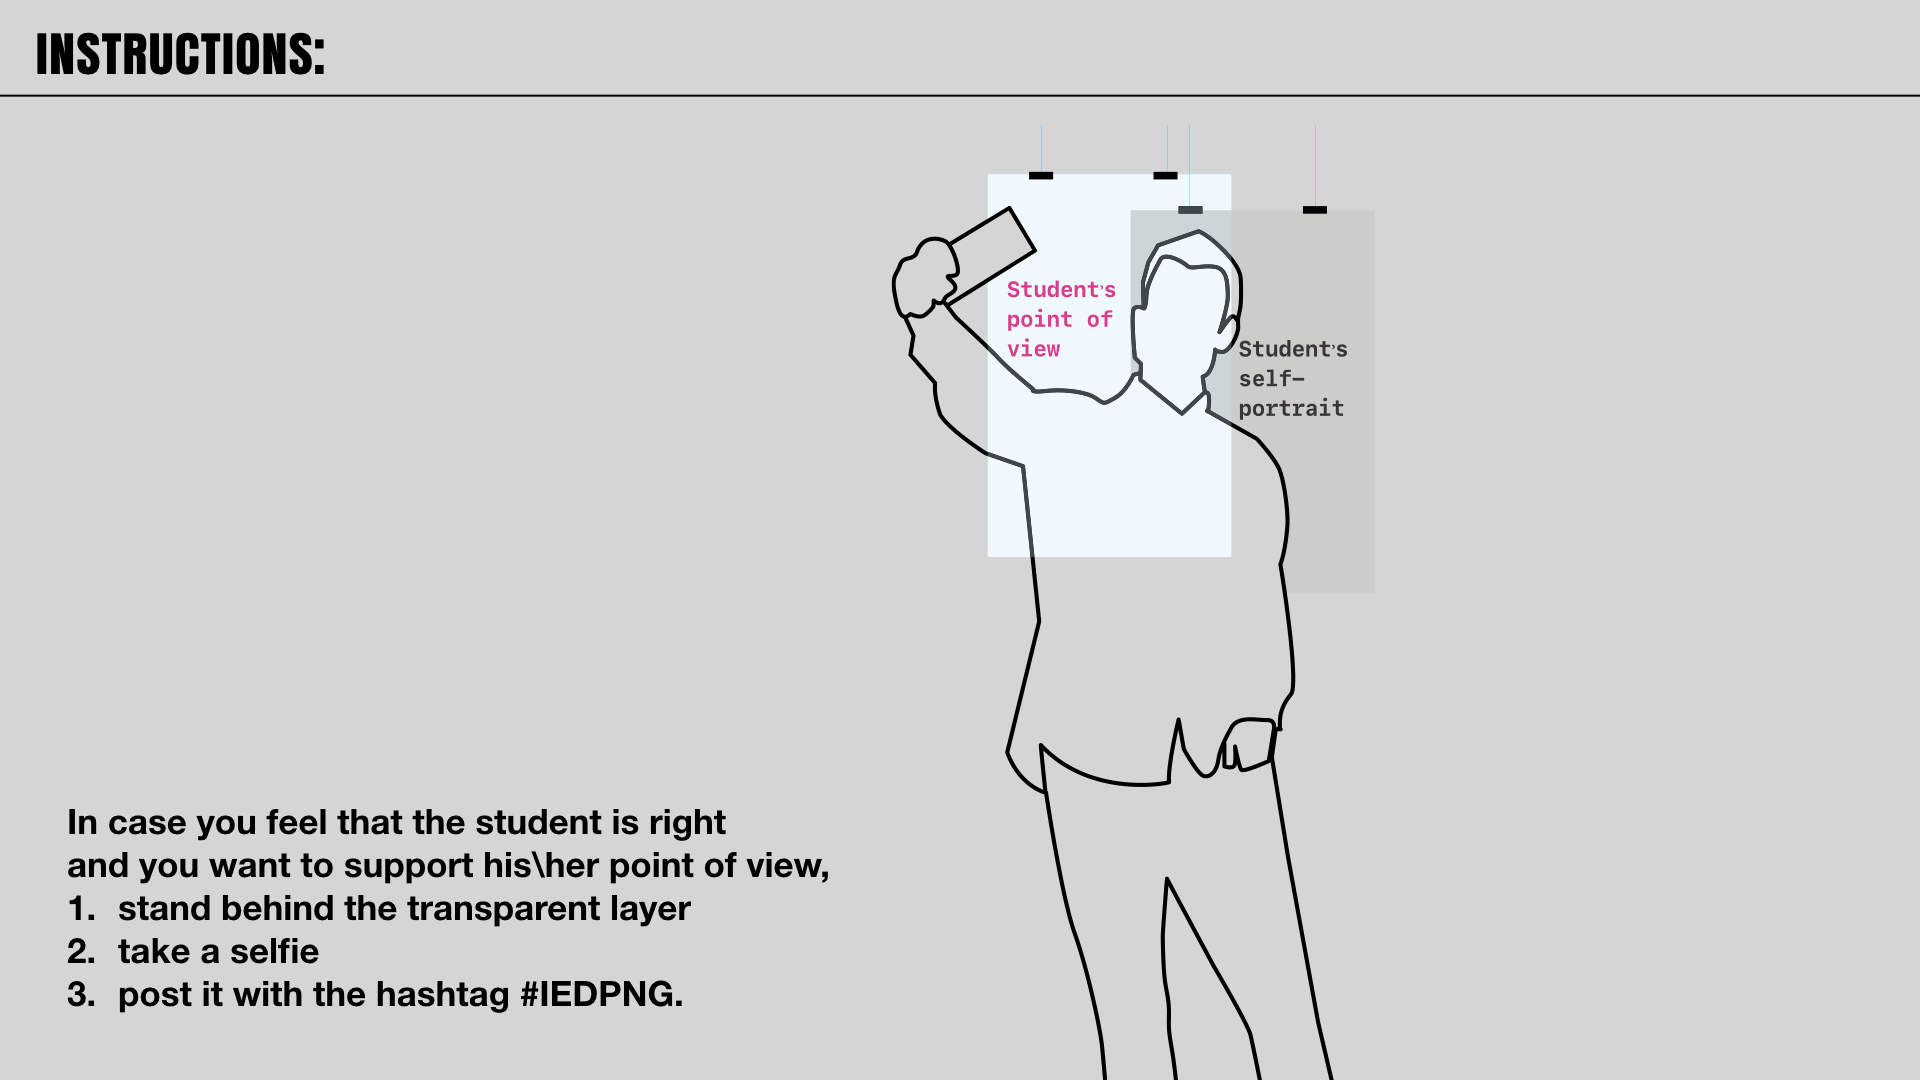 INSTRUCTIONS:
Student's
point of
view
Student's
self-
portrait
In case you feel that the student is right
and you want to support his\her point of view,
1. stand behind the transparent layer
2. take a selfie
3. post it with the hashtag #IEDPNG.